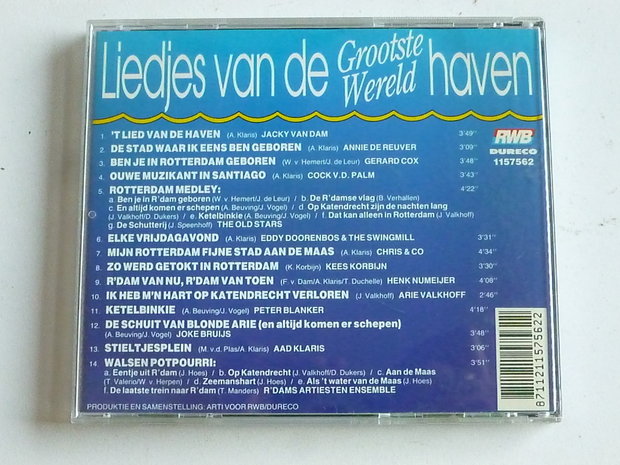 Liedjes van de Grootste Wereld haven
1. 'T LIED VAN DE HAVEN (A. Klaris) JACKY VAN DAM 3'49''
2. DE STAD WAAR IK EENS BEN GEBOREN (A. Klaris) ANNIE DE REUVER 3'09''
3. BEN JE IN ROTTERDAM GEBOREN (W. v Hemert/J. de Leur) GERARD COX 3'48''
4. OUWE MUZIKANT IN SANTIAGO (A. Klaris) COCK V.D. PALM 3'43''
5. ROTTERDAM MEDLEY: 4'22''
a. Ben je in R'dam geboren (W. v Hemert/J. de Leur) / b. De R'damse vlag (B. Verhallen)
c. En altijd komen er schepen (A. Beuving/J. Vogel) / d. Op Katendrecht zijn de nachten lang
(J. Valkhoff/D. Dukers) / e. Ketelbinkie (A. Beuving/J. Vogel) / f. Dat kan alleen in Rotterdam (J. Valkhoff)
g. De Schutterij (J. Speenhoff) THE OLD STARS
6. ELKE VRIJDAGAVOND (A. Klaris) EDDY DOORENBOS & THE SWINGMILL 3'31''
7. MIJN ROTTERDAM FIJNE STAD AAN DE MAAS (A. Klaris) CHRIS & CO 4'34''
8. ZO WERD GETOKT IN ROTTERDAM (K. Korbijn) KEES KORBIJN 3'30''
9. R'DAM VAN NU, R'DAM VAN TOEN (F. v. Dam/A. Klaris/T. Duchelle) HENK NUMEIJER 4'08''
10. IK HEB M'N HART OP KATENDRECHT VERLOREN (J. Valkhoff) ARIE VALKHOFF 2'46''
11. KETELBINKIE (A. Beuving/J. Vogel) PETER BLANKER 4'18''
12. DE SCHUIT VAN BLONDE ARIE (en altijd komen er schepen)
(A. Beuving/J. Vogel) JOKE BRUIJS 3'48''
13. STIELTJESPLEIN (M. v.d. Plas/A. Klaris) AAD KLARIS 3'06''
14. WALSEN POTPOURRI: 3'51''
a. Eentje uit R'dam (J. Hoes) / b. Op Katendrecht (J. Valkhoff/D. Dukers) / c. Aan de Maas
(T. Valerio/W. v Herpen) / d. Zeemanshart (J. Hoes) / e. Als 't water van de Maas (J. Hoes)
f. De laatste trein naar R'dam (T. Manders) R'DAMS ARTIESTEN ENSEMBLE
PRODUKTIE EN SAMENSTELLING: ARTI VOOR RWB/DURECO
RWB
DURECO
1157562
8711211575622